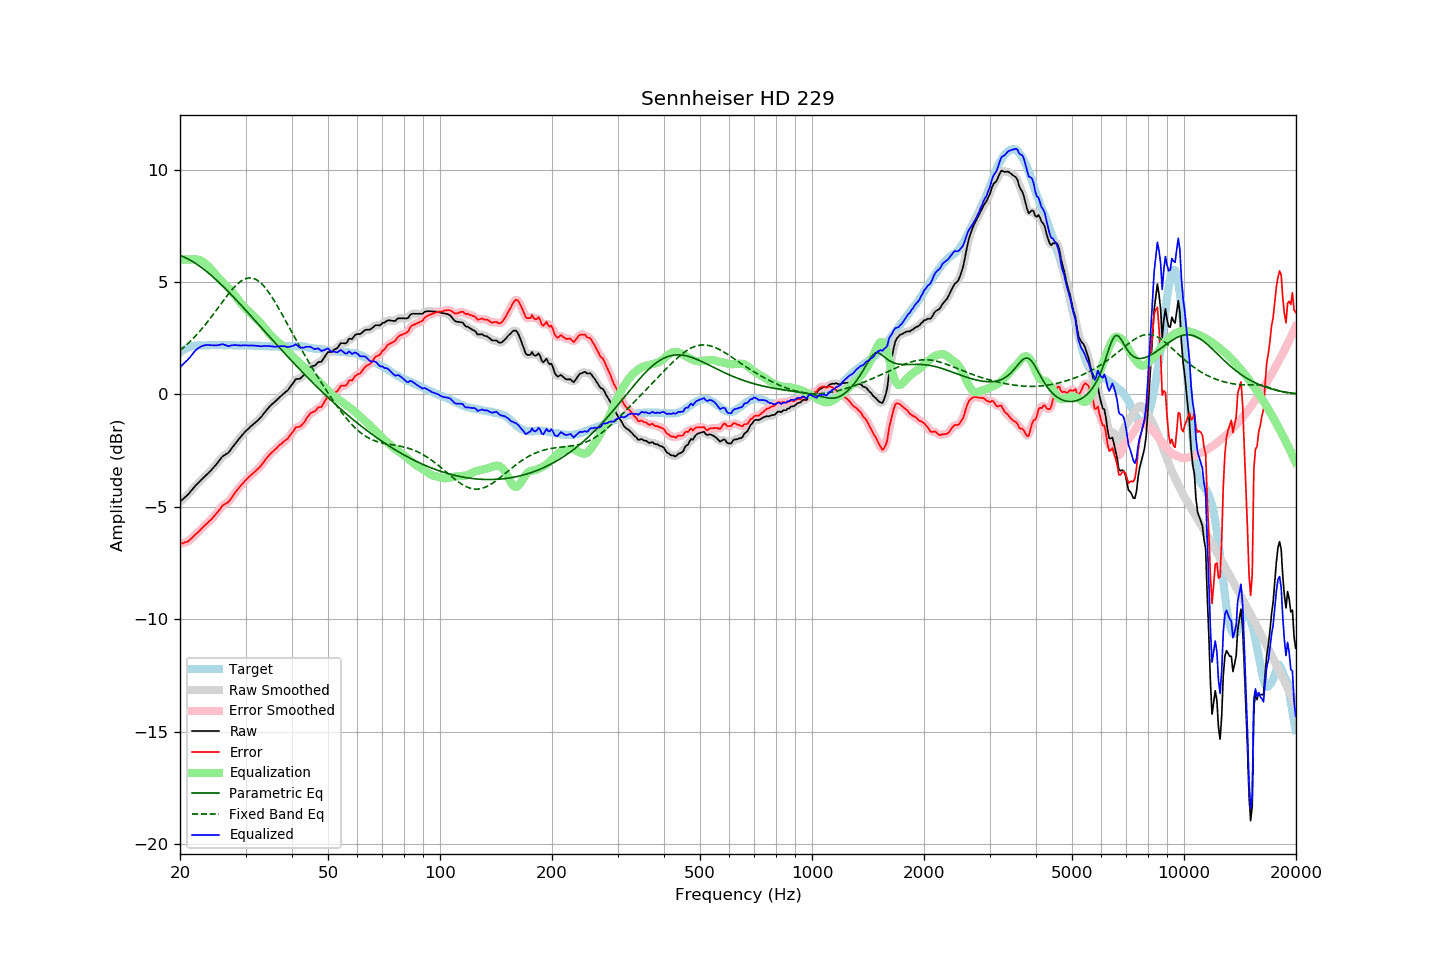 Sennheiser HD 229
Amplitude (dBr)
10
5
0
−5
−10
−15
−20
Target
Raw Smoothed
Error Smoothed
Raw
Error
Equalization
Parametric Eq
Fixed Band Eq
Equalized
20 50 100 200 500 1000 2000 5000 10000 20000
Frequency (Hz)